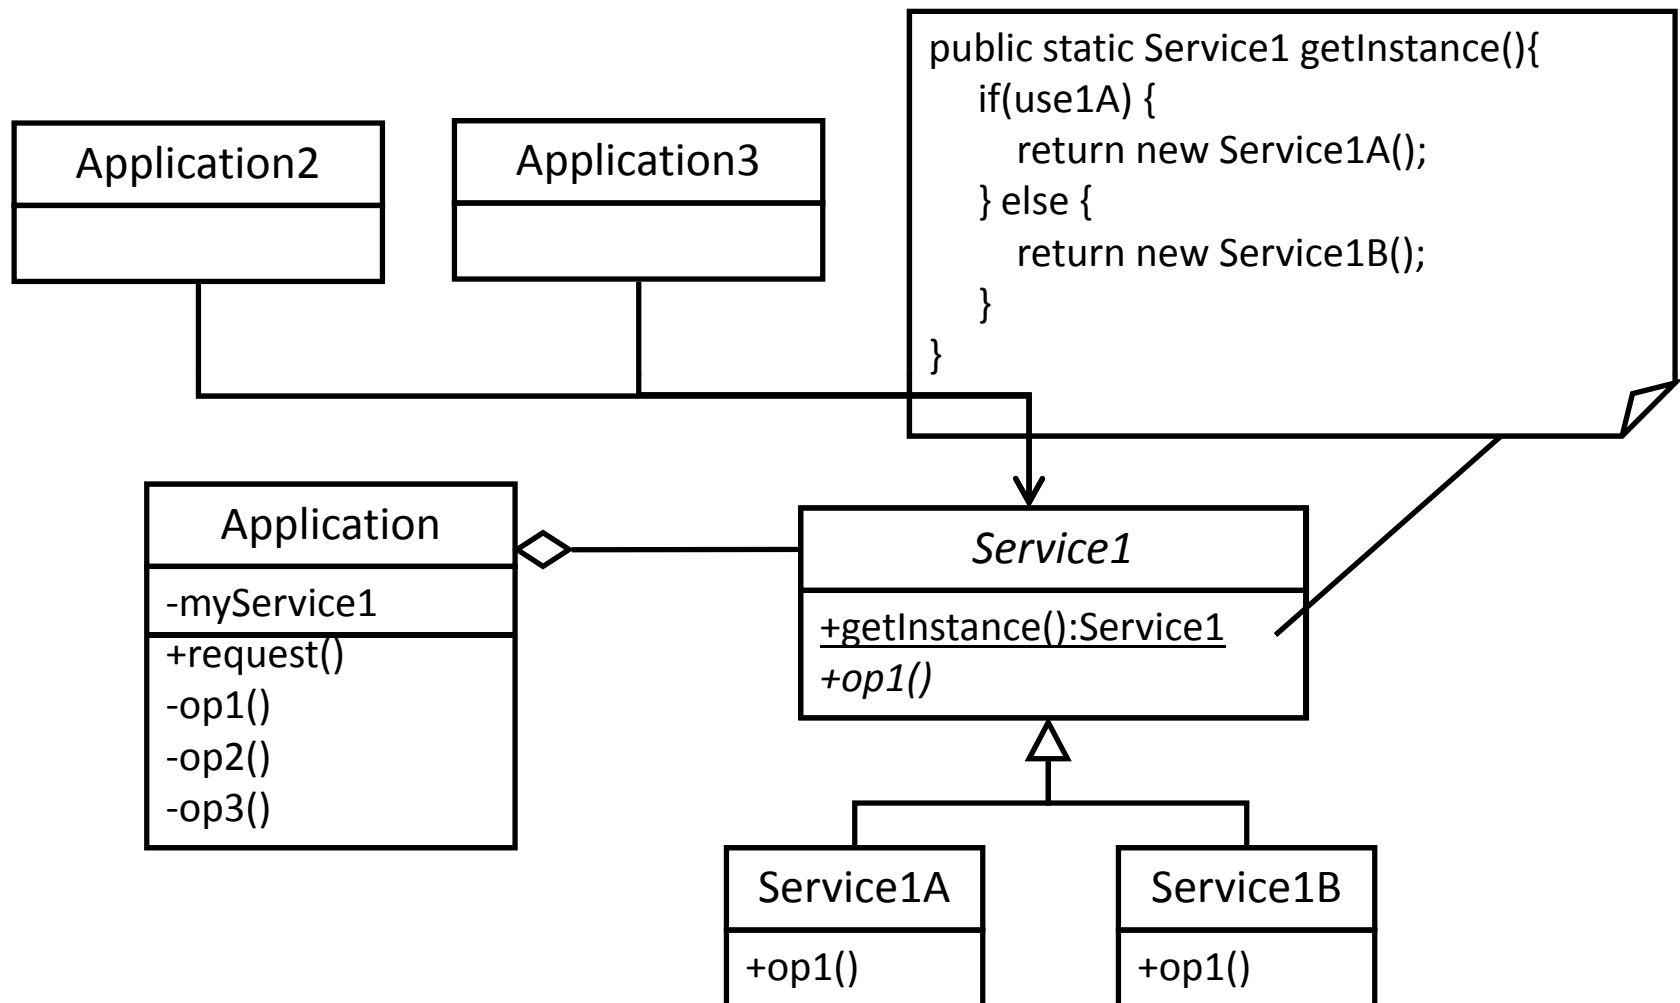 Application2
Application3
public static Service1 getInstance(){
if(use1A) {
return new Service1A();
} else {
return new Service1B();
}
}
Application
-myService1
+request()
-op1()
-op2()
-op3()
Service1
+getInstance():Service1
+op1()
Service1A
+op1()
Service1B
+op1()